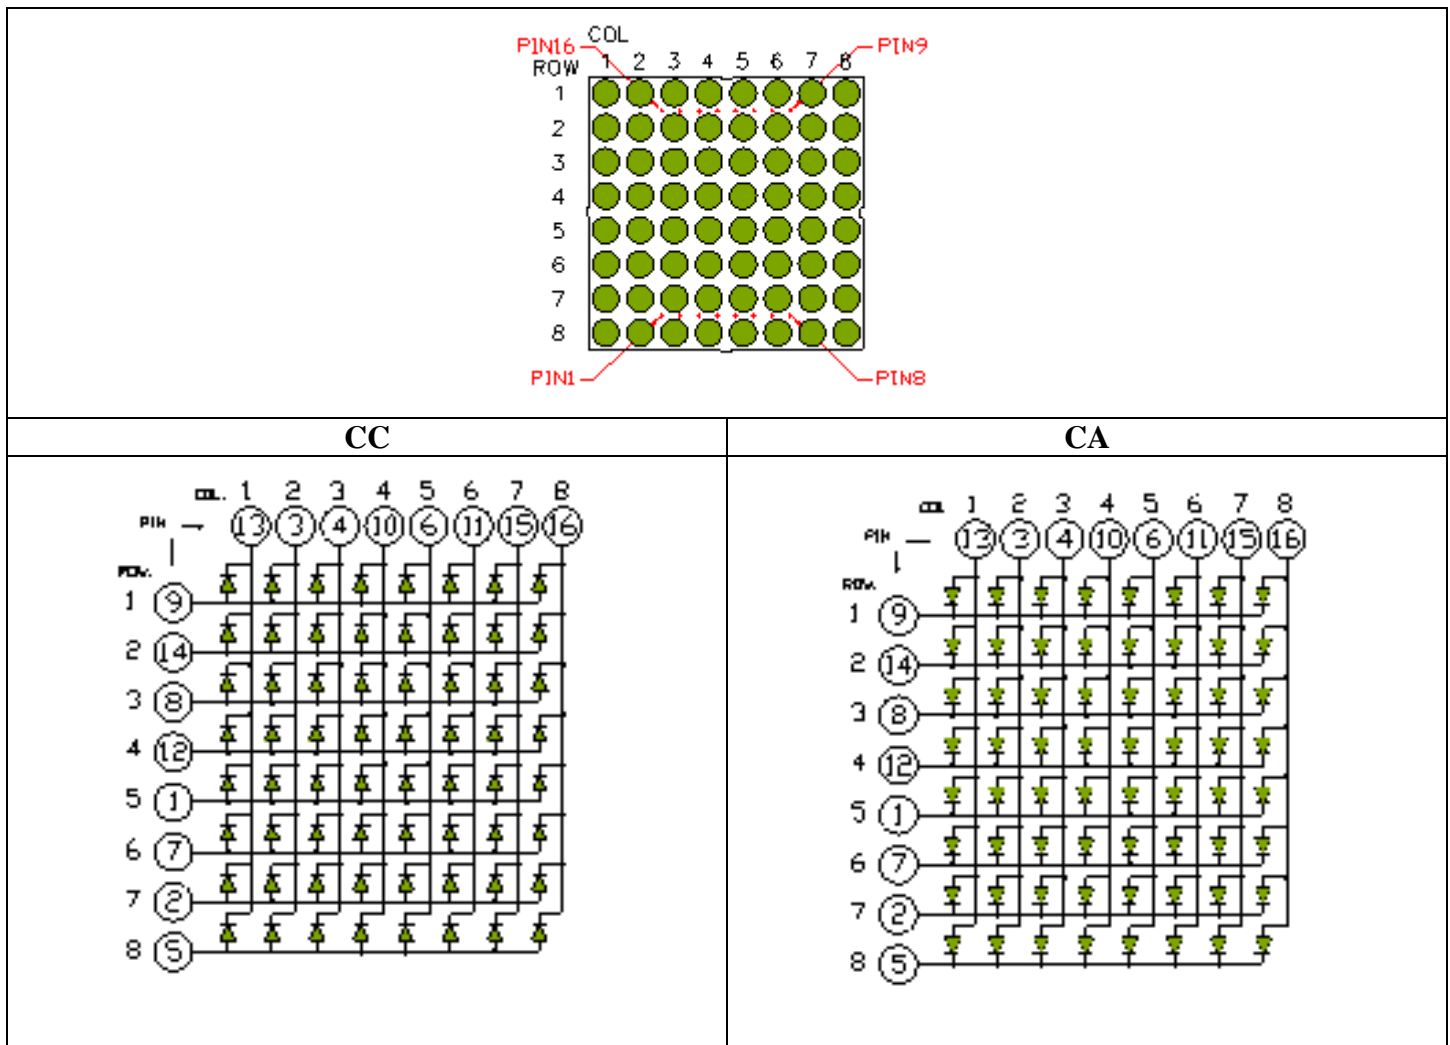 COL
PIN16 PIN9
ROW 1 2 3 4 5 6 7 8
1
2
3
4
5
6
7
8
PIN1 PIN8
CC CA
COL. 1 2 3 4 5 6 7 8
PIN 13 3 4 10 6 11 15 16
ROW.
1 9
2 14
3 8
4 12
5 1
6 7
7 2
8 5
COL 1 2 3 4 5 6 7 8
PIN 13 3 4 10 6 11 15 16
ROW.
1 9
2 14
3 8
4 12
5 1
6 7
7 2
8 5